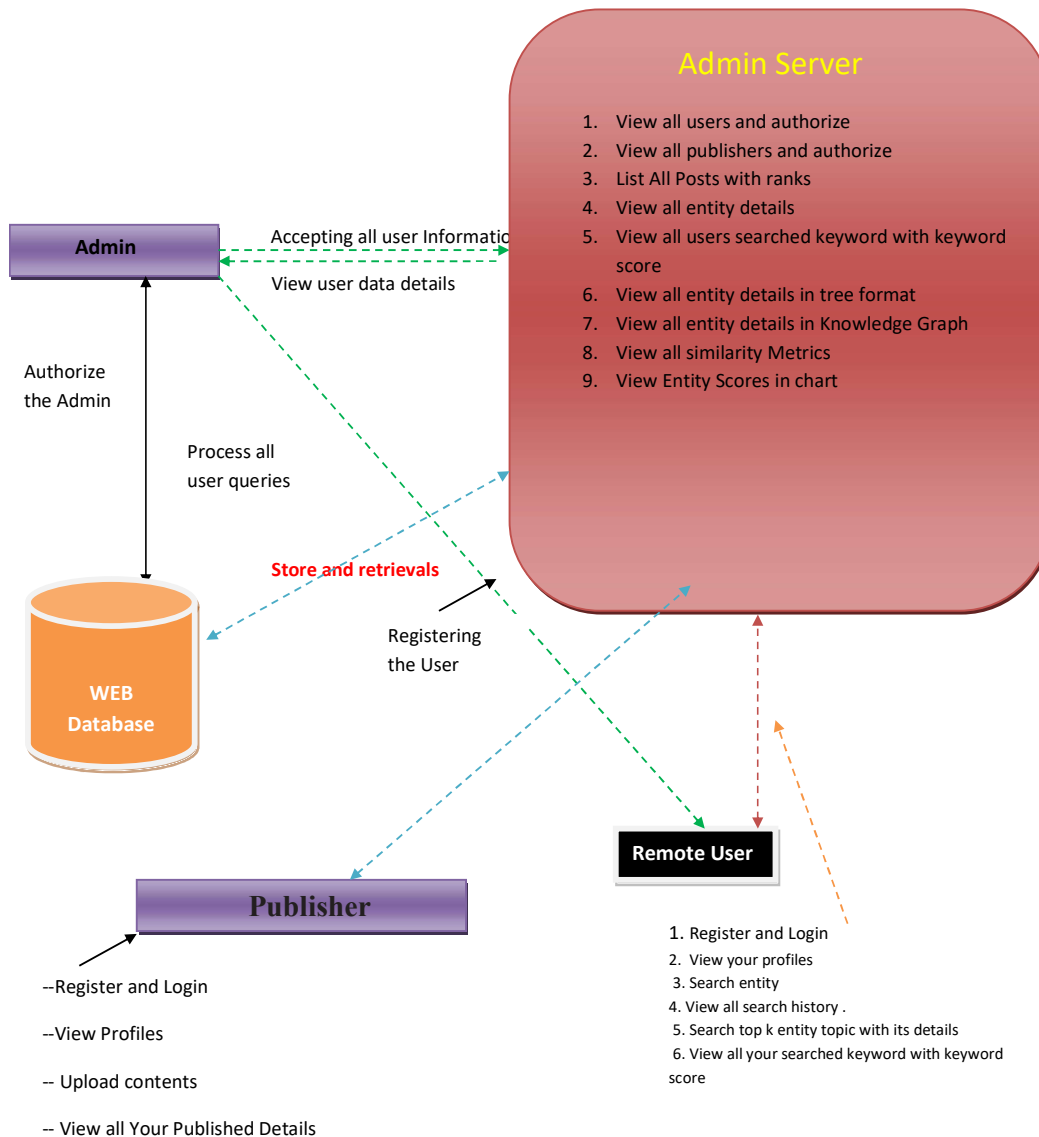 Admin Server
1. View all users and authorize
2. View all publishers and authorize
3. List All Posts with ranks
4. View all entity details
5. View all users searched keyword with keyword
score
6. View all entity details in tree format
7. View all entity details in Knowledge Graph
8. View all similarity Metrics
9. View Entity Scores in chart
Admin
Accepting all user Informatio
View user data details
Authorize
the Admin
Process all
user queries
Store and retrievals
Registering
the User
WEB
Database
Remote User
Publisher
1. Register and Login
2. View your profiles
3. Search entity
4. View all search history .
5. Search top k entity topic with its details
6. View all your searched keyword with keyword
score
--Register and Login
--View Profiles
-- Upload contents
-- View all Your Published Details